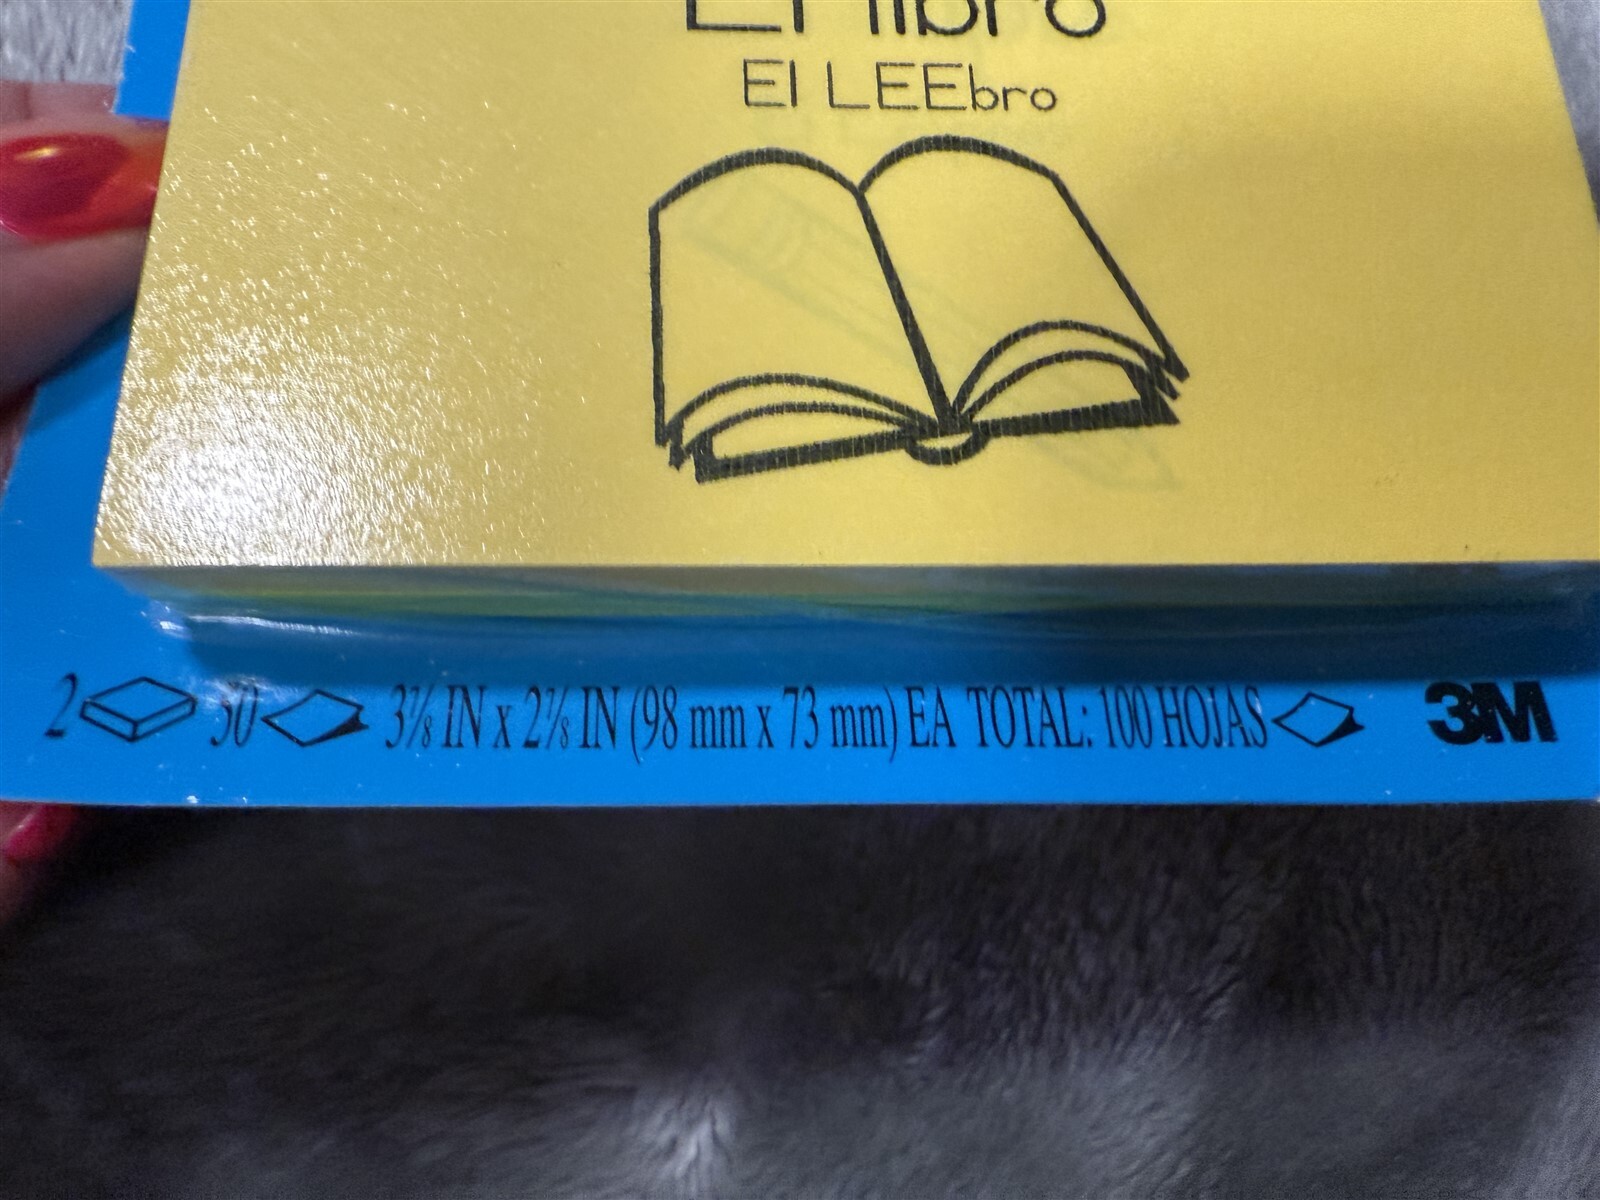 El libro
El LEEbro
2 50 3⅞ IN x 2⅞ IN (98 mm x 73 mm) EA TOTAL: 100 HOJAS 3M